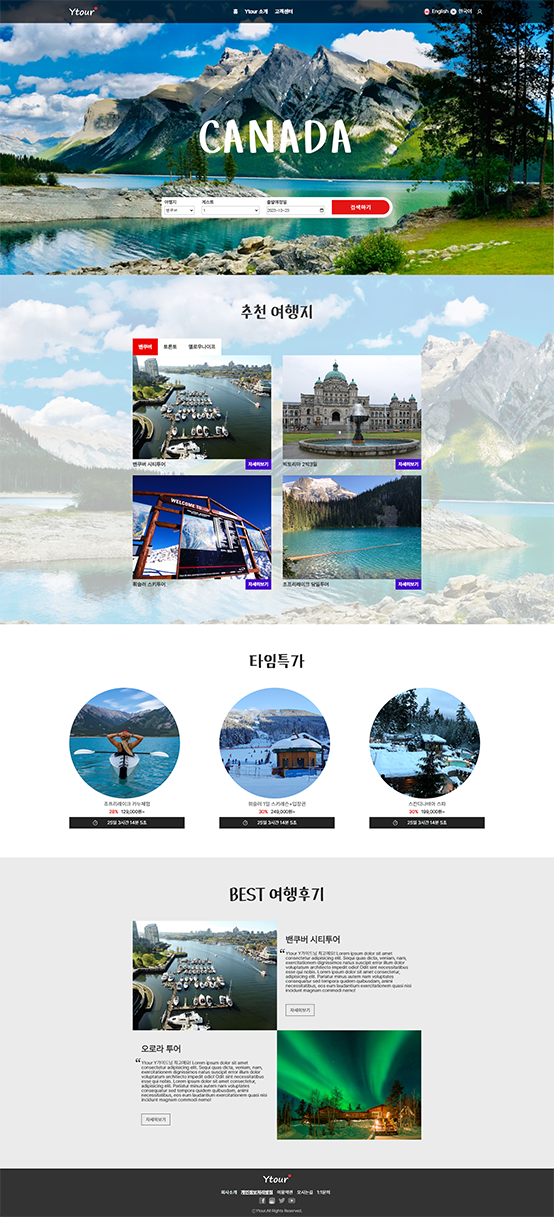 Ytour
홈 Ytour 소개 고객센터
English 한국어
CANADA
여행지 게스트 출발예정일
밴쿠버 1 2023-10-23 검색하기
추천 여행지
밴쿠버 토론토 옐로우나이프
WELCOME TO
밴쿠버 시티투어 자세히보기
빅토리아 2박3일 자세히보기
휘슬러 스키투어 자세히보기
조프리레이크 당일투어 자세히보기
타임특가
조프리레이크 카누체험
28% 129,000원~
25일 3시간 14분 5초
휘슬러 1일 스키레슨+입장권
30% 249,000원~
25일 3시간 14분 5초
스칸디나비아 스파
30% 199,000원~
25일 3시간 14분 5초
BEST 여행후기
밴쿠버 시티투어
“ Ytour Y가이드님 최고예요! Lorem ipsum dolor sit amet
consectetur adipisicing elit. Sequi quas dicta, veniam, nam,
exercitationem dignissimos natus suscipit error illum dolor
voluptatum architecto impedit odio! Odit sint necessitatibus
esse quo nobis. Lorem ipsum dolor sit amet consectetur,
adipisicing elit. Pariatur minus autem nam voluptates
consequatur sed tempora quibusdam animi, veniam
necessitatibus, eos eum laudantium exercitationem quasi nisi
incidunt magnam commodi nemo!
자세히보기
오로라 투어
“ Ytour Y가이드님 최고예요! Lorem ipsum dolor sit amet
consectetur adipisicing elit. Sequi quas dicta, veniam, nam,
exercitationem dignissimos natus suscipit error illum dolor
voluptatum architecto impedit odio! Odit sint necessitatibus
esse quo nobis. Lorem ipsum dolor sit amet consectetur,
adipisicing elit. Pariatur minus autem nam voluptates
consequatur sed tempora quibusdam animi, veniam
necessitatibus, eos eum laudantium exercitationem quasi nisi
incidunt magnam commodi nemo!
자세히보기
Ytour
회사소개 개인정보처리방침 이용약관 오시는길 1:1문의
ⓒYtour.All Rights Reserved.